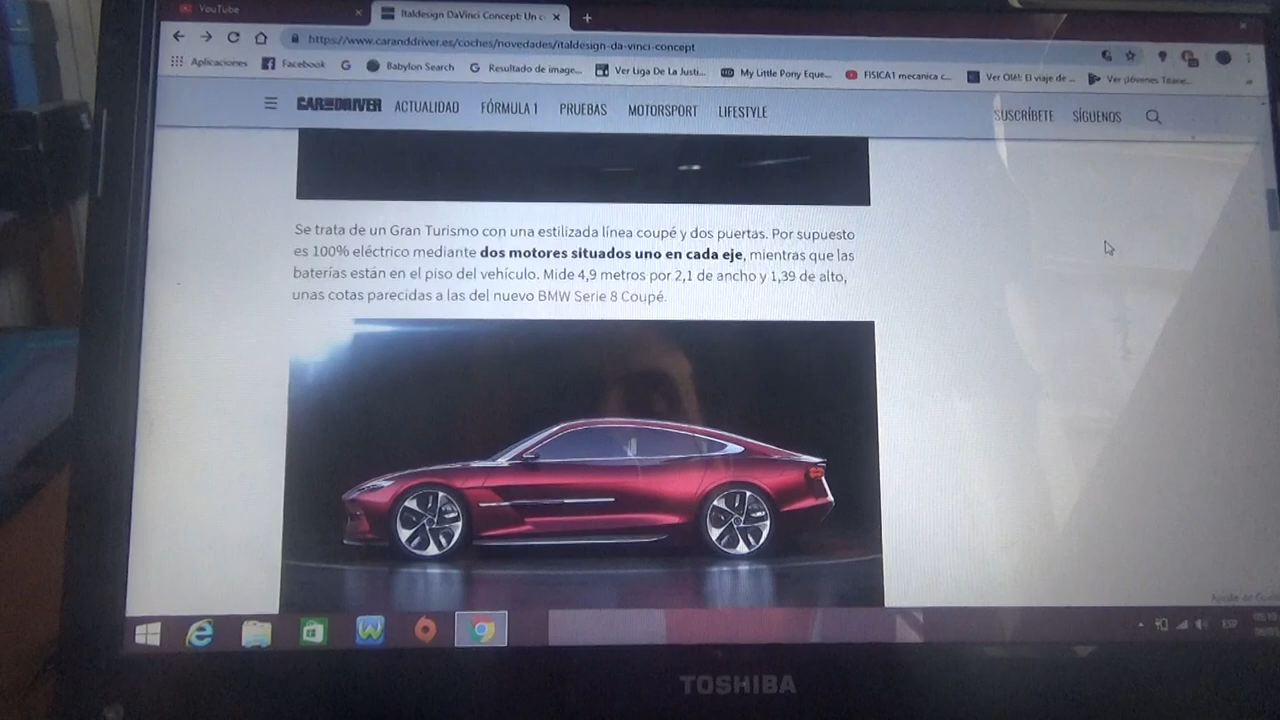 YouTube
Italdesign DaVinci Concept: Un c
https://www.caranddriver.es/coches/novedades/italdesign-da-vinci-concept
Aplicaciones Facebook Babylon Search Resultado de image... Ver Liga De La Justi... My Little Pony Eque... FISICA1 mecanica c... Ver Olé!: El viaje de ... Ver Jóvenes Titane...
CAR AND DRIVER ACTUALIDAD FÓRMULA 1 PRUEBAS MOTORSPORT LIFESTYLE SUSCRÍBETE SÍGUENOS
Se trata de un Gran Turismo con una estilizada línea coupé y dos puertas. Por supuesto
es 100% eléctrico mediante dos motores situados uno en cada eje, mientras que las
baterías están en el piso del vehículo. Mide 4,9 metros por 2,1 de ancho y 1,39 de alto,
unas cotas parecidas a las del nuevo BMW Serie 8 Coupé.
ESP
TOSHIBA